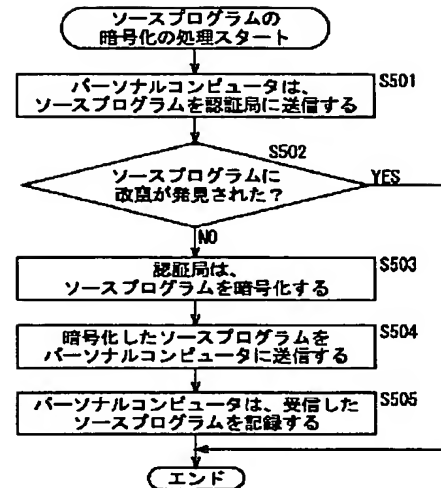 ソースプログラムの
暗号化の処理スタート
パーソナルコンピュータは、
ソースプログラムを認証局に送信する
S501
S502
ソースプログラムに
改竄が発見された?
YES
NO
認証局は、
ソースプログラムを暗号化する
S503
暗号化したソースプログラムを
パーソナルコンピュータに送信する
S504
パーソナルコンピュータは、受信した
ソースプログラムを記録する
S505
エンド